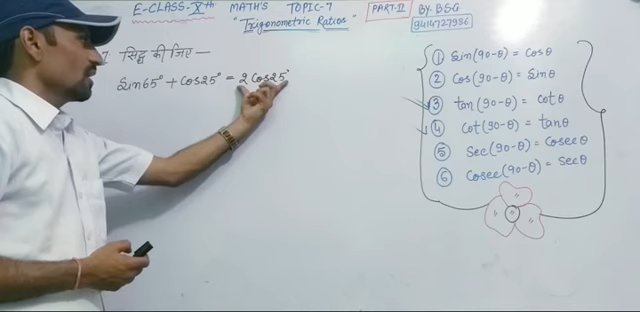 E-CLASS-Xth MATH'S TOPIC-7 PART-II BY-BSG
"Trigonometric Ratios" 9414727956
सिद्ध कीजिए —
Sin65° + Cos25° = 2 Cos25°
① Sin(90-θ) = Cosθ
② Cos(90-θ) = Sinθ
③ tan(90-θ) = cotθ
④ Cot(90-θ) = tanθ
⑤ Sec(90-θ) = Cosecθ
⑥ Cosec(90-θ) = Secθ